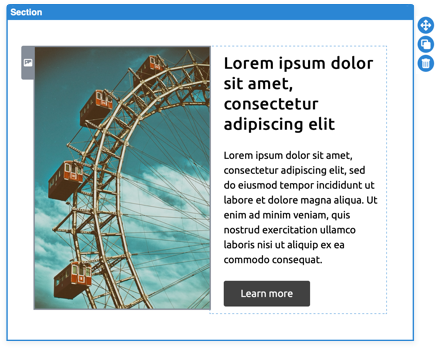 Section
Lorem ipsum dolor
sit amet,
consectetur
adipiscing elit
Lorem ipsum dolor sit amet,
consectetur adipiscing elit, sed
do eiusmod tempor incididunt ut
labore et dolore magna aliqua. Ut
enim ad minim veniam, quis
nostrud exercitation ullamco
laboris nisi ut aliquip ex ea
commodo consequat.
Learn more